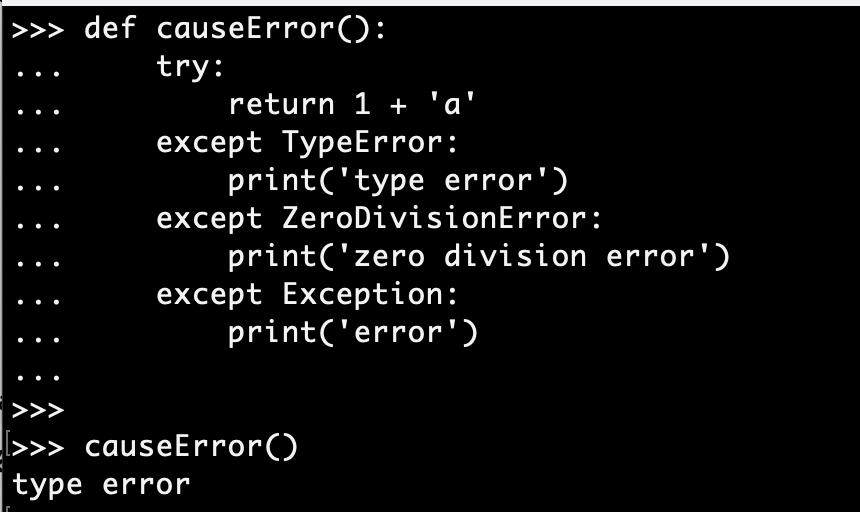 >>> def causeError():
...     try:
...         return 1 + 'a'
...     except TypeError:
...         print('type error')
...     except ZeroDivisionError:
...         print('zero division error')
...     except Exception:
...         print('error')
...
>>>
>>> causeError()
type error